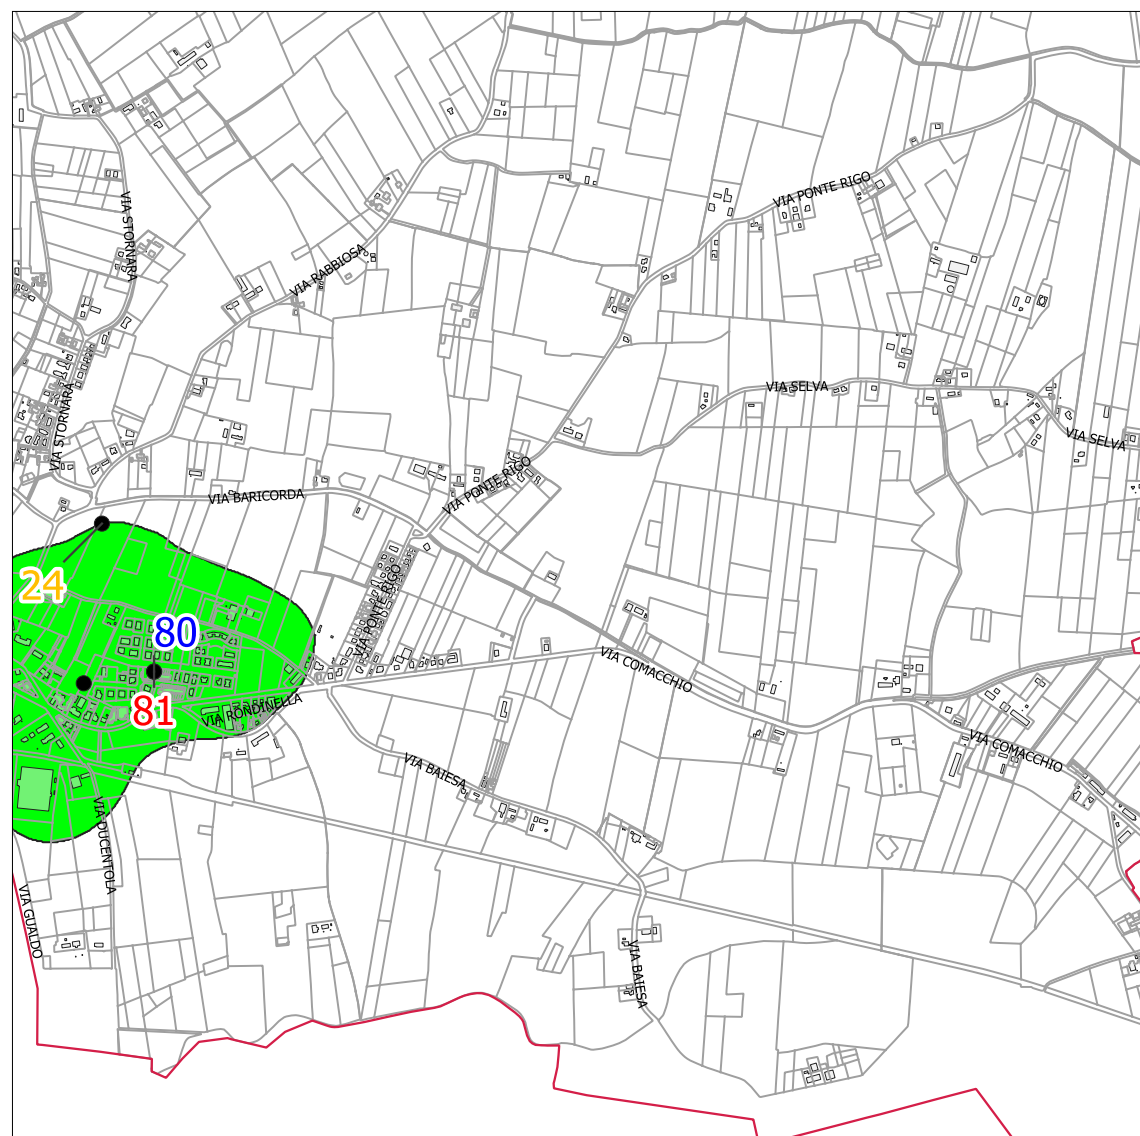 VIA PONTE RIGO
VIA STORNARA
VIA RABBIOSA
VIA SELVA
VIA STORNARA
VIA SELVA
VIA PONTE RIGO
VIA BARICORDA
24
VIA PONTE RIGO
80
VIA COMACCHIO
81
VIA RONDINELLA
VIA COMACCHIO
VIA BAIESA
VIA DUCENTOLA
VIA GUALDO
VIA BAIESA